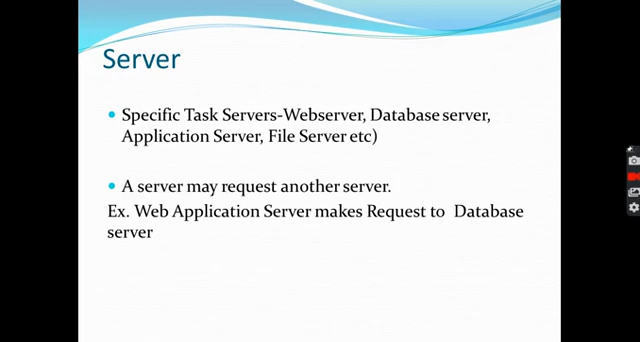 Server
Specific Task Servers-Webserver, Database server,
Application Server, File Server etc)
A server may request another server.
Ex. Web Application Server makes Request to Database
server